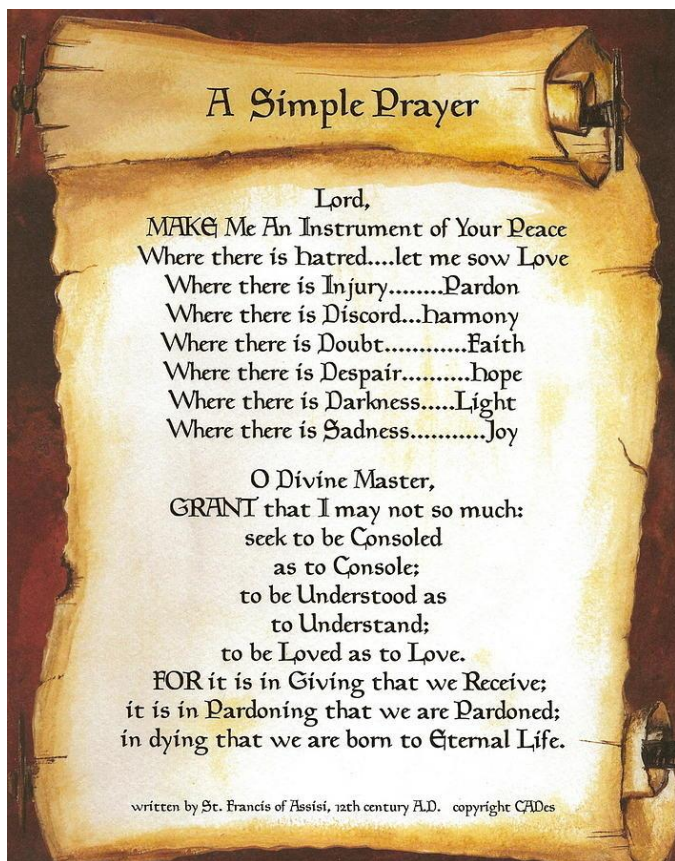 A Simple Prayer
Lord,
MAKE Me An Instrument of Your Peace
Where there is hatred....let me sow Love
Where there is Injury........Pardon
Where there is Discord...harmony
Where there is Doubt............Faith
Where there is Despair..........hope
Where there is Darkness.....Light
Where there is Sadness...........Joy
O Divine Master,
GRANT that I may not so much:
seek to be Consoled
as to Console;
to be Understood as
to Understand;
to be Loved as to Love.
FOR it is in Giving that we Receive;
it is in Pardoning that we are Pardoned;
in dying that we are born to Eternal Life.
written by St. Francis of Assisi, 12th century A.D. copyright CADes